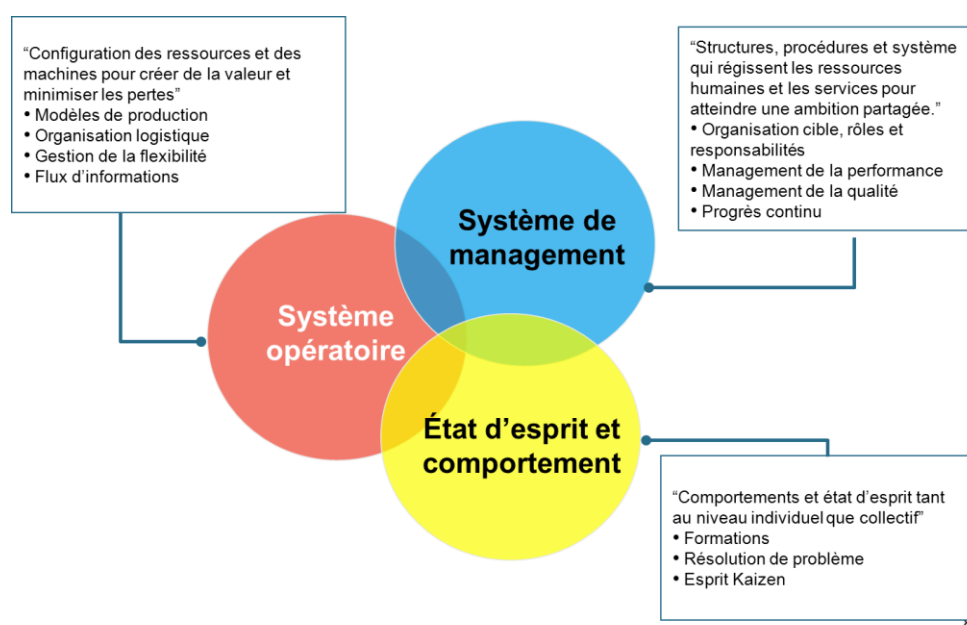 “Configuration des ressources et des
machines pour créer de la valeur et
minimiser les pertes”
• Modèles de production
• Organisation logistique
• Gestion de la flexibilité
• Flux d’informations
“Structures, procédures et système
qui régissent les ressources
humaines et les services pour
atteindre une ambition partagée.”
• Organisation cible, rôles et
responsabilités
• Management de la performance
• Management de la qualité
• Progrès continu
Système de
management
Système
opératoire
État d’esprit et
comportement
“Comportements et état d’esprit tant
au niveau individuel que collectif”
• Formations
• Résolution de problème
• Esprit Kaizen